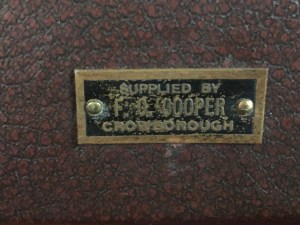 SUPPLIED BY
F. COOPER
CROWBOROUGH